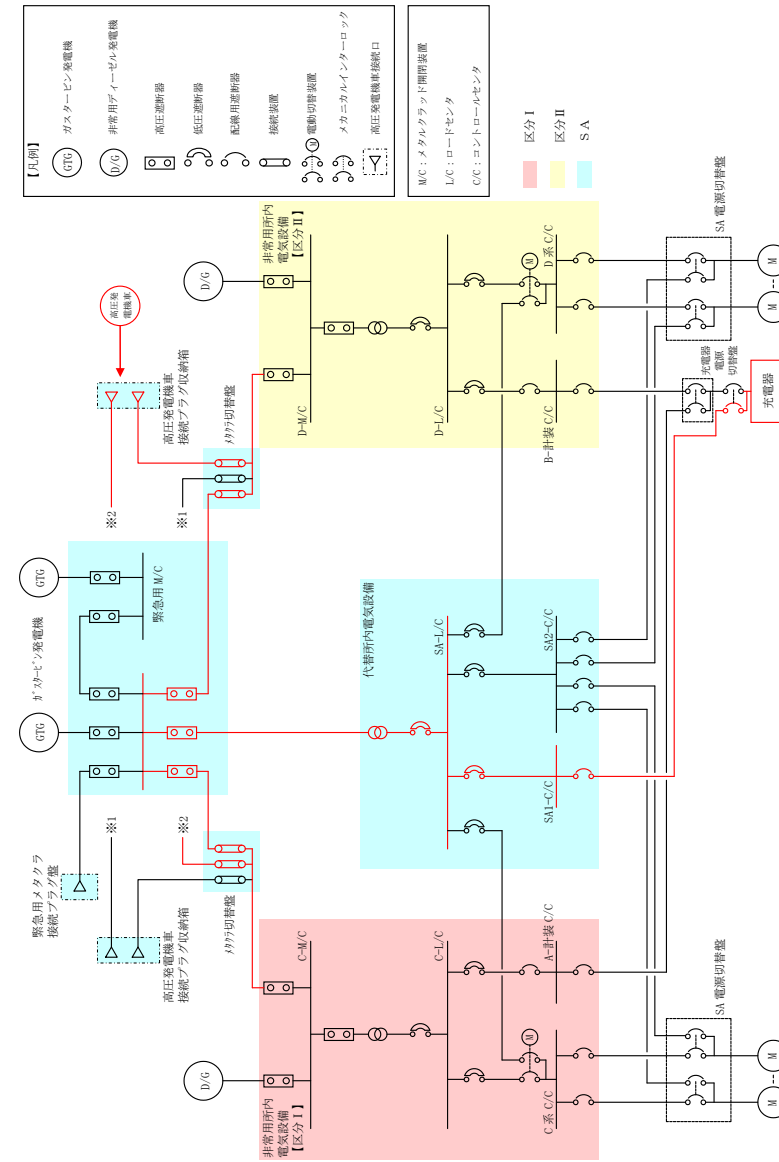 【凡例】
GTG
ガスタービン発電機
D/G
非常用ディーゼル発電機
高圧遮断器
低圧遮断器
配線用遮断器
接続装置
M
電動切替装置
メカニカルインターロック
高圧発電機車接続口
M/C：メタルクラッド開閉装置
L/C：ロードセンタ
C/C：コントロールセンタ
区分Ⅰ
区分Ⅱ
ＳＡ
緊急用メタクラ
接続プラグ盤
GTG
ｶﾞｽﾀｰﾋﾞﾝ発電機
GTG
緊急用 M/C
高圧発
電機車
高圧発電機車
接続プラグ収納箱
※1
※2
ﾒﾀｸﾗ切替盤
高圧発電機車
接続プラグ収納箱
※2
※1
ﾒﾀｸﾗ切替盤
D/G
非常用所内
電気設備
【区分Ⅰ】
C-M/C
C-L/C
M
C 系 C/C
A-計装 C/C
代替所内電気設備
SA-L/C
SA1-C/C
SA2-C/C
D/G
非常用所内
電気設備
【区分Ⅱ】
D-M/C
D-L/C
M
B-計装 C/C
D 系 C/C
SA 電源切替盤
M
M
充電器
電源
切替盤
充電器
SA 電源切替盤
M
M